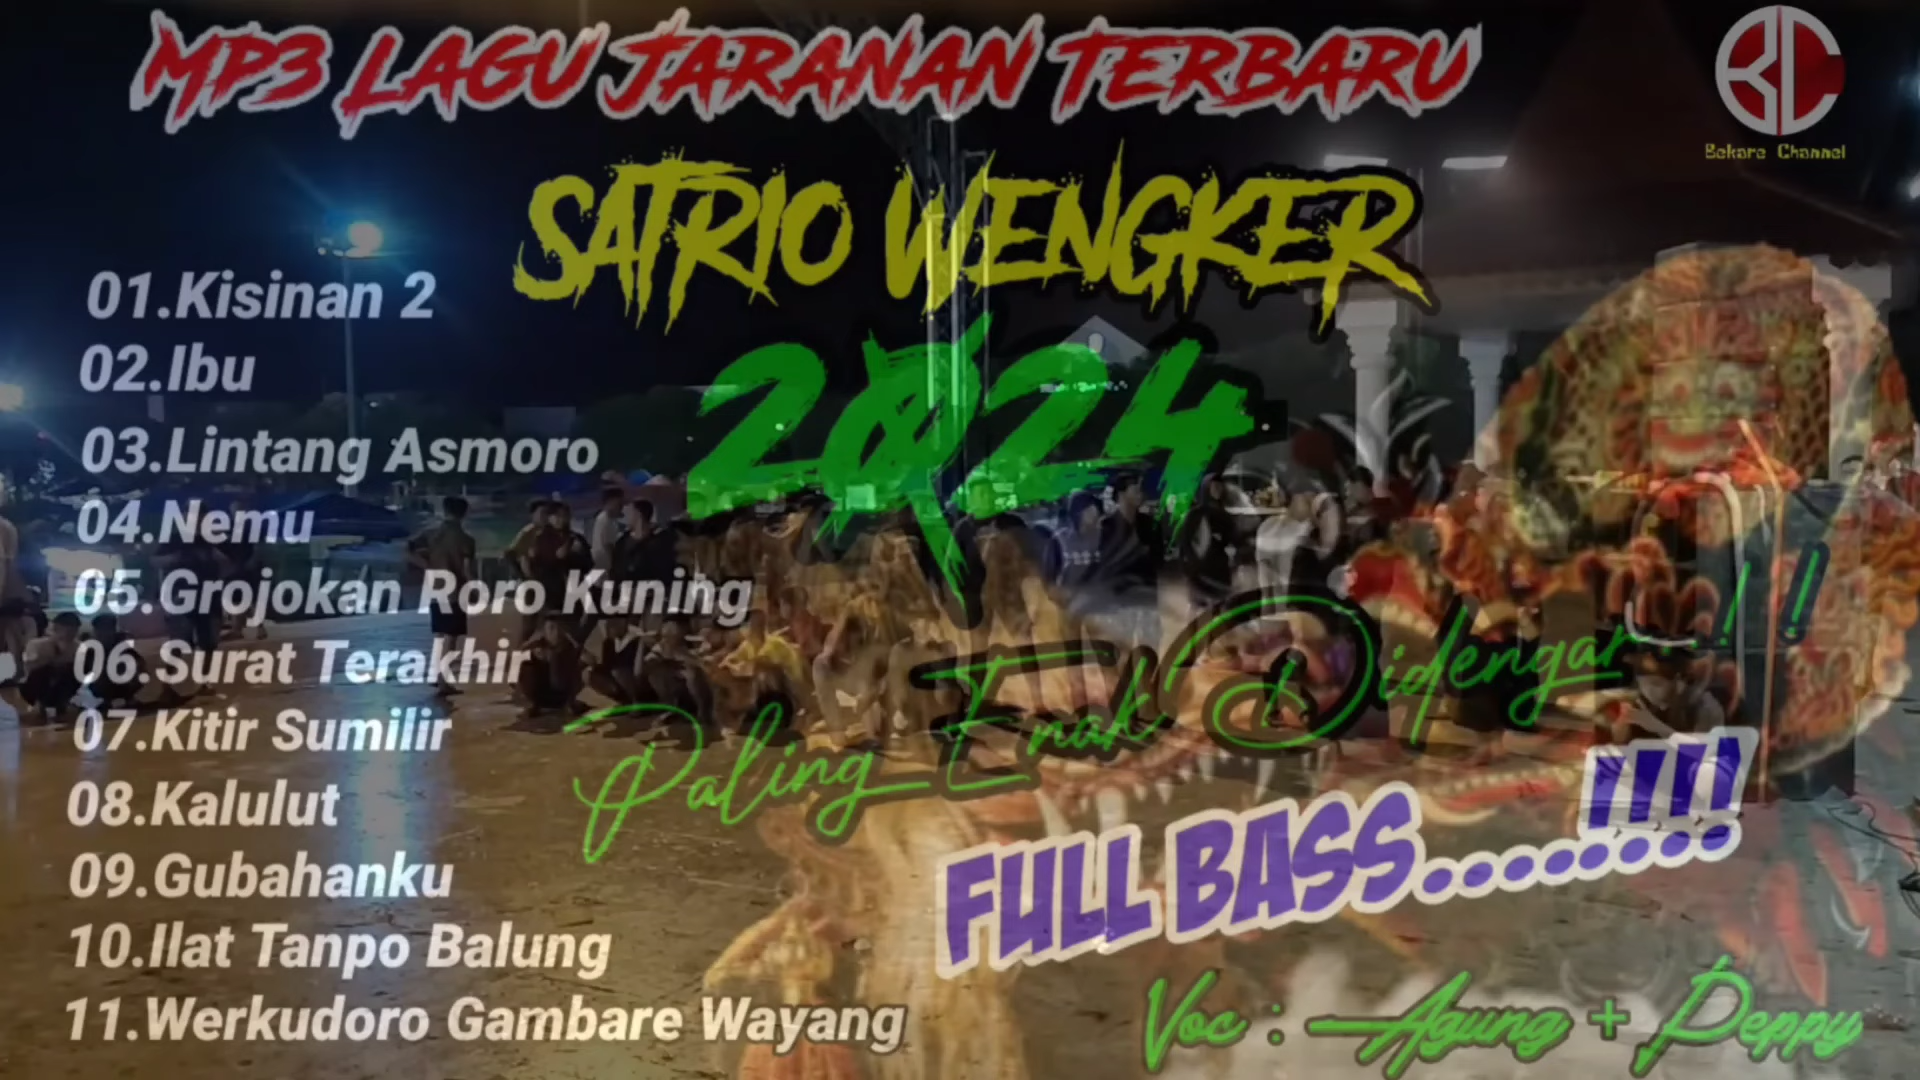 MP3 LAGU JARANAN TERBARU
BC
Bekare Channel
SATRIO WENGKER
2024
01.Kisinan 2
02.Ibu
03.Lintang Asmoro
04.Nemu
05.Grojokan Roro Kuning
06.Surat Terakhir
07.Kitir Sumilir
08.Kalulut
09.Gubahanku
10.Ilat Tanpo Balung
11.Werkudoro Gambare Wayang
Paling Enak Didengar...!!
FULL BASS........!!!!
Voc : Agung + Peppy